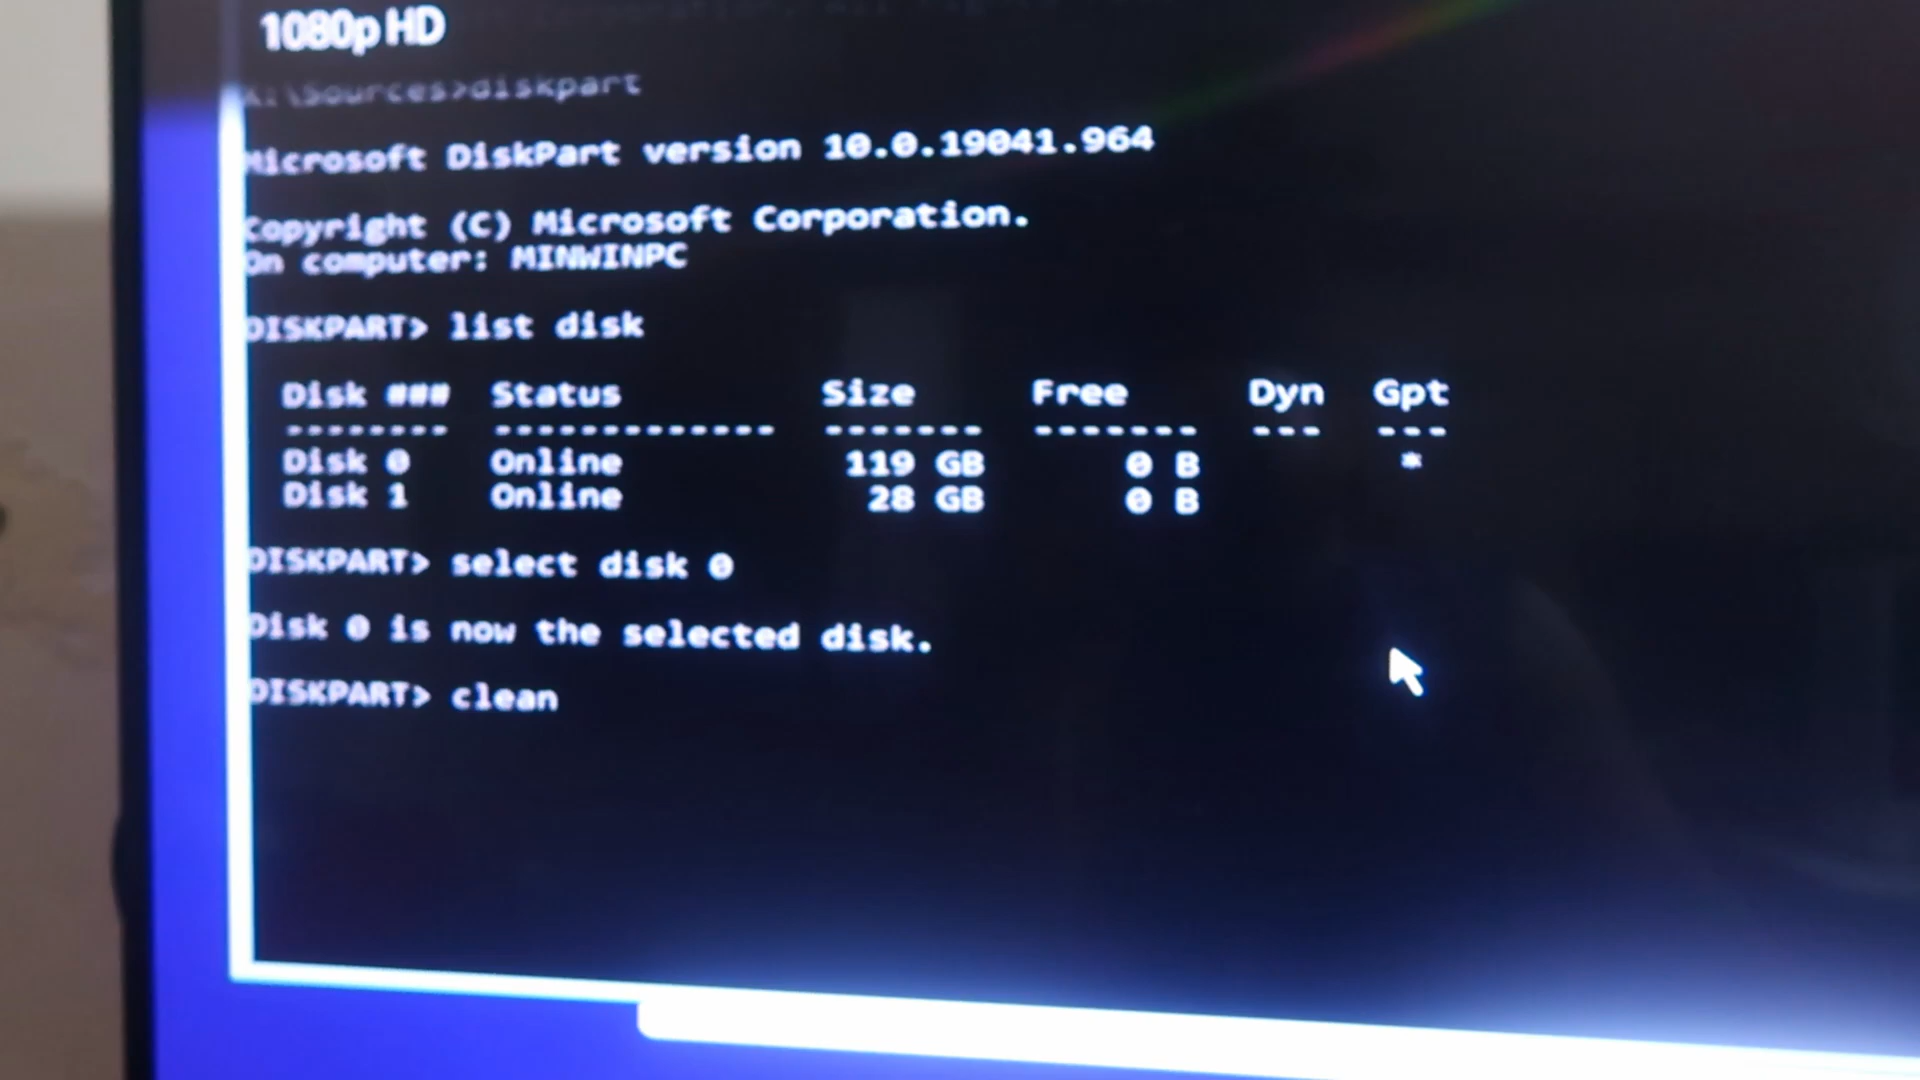 1080p HD
X:\Sources>diskpart
Microsoft DiskPart version 10.0.19041.964
Copyright (C) Microsoft Corporation.
On computer: MINWINPC
DISKPART> list disk
Disk ### Status Size Free Dyn Gpt
-------- ------------- ------- ------- --- ---
Disk 0 Online 119 GB 0 B *
Disk 1 Online 28 GB 0 B
DISKPART> select disk 0
Disk 0 is now the selected disk.
DISKPART> clean